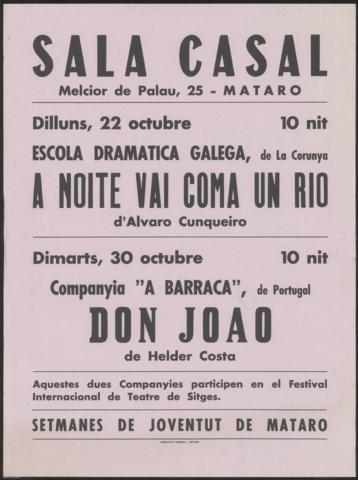 SALA CASAL
Melcior de Palau, 25 - MATARO
Dilluns, 22 octubre 10 nit
ESCOLA DRAMATICA GALEGA, de La Corunya
A NOITE VAI COMA UN RIO
d'Alvaro Cunqueiro
Dimarts, 30 octubre 10 nit
Companyia "A BARRACA", de Portugal
DON JOAO
de Helder Costa
Aquestes dues Companyies participen en el Festival
Internacional de Teatre de Sitges.
SETMANES DE JOVENTUT DE MATARO